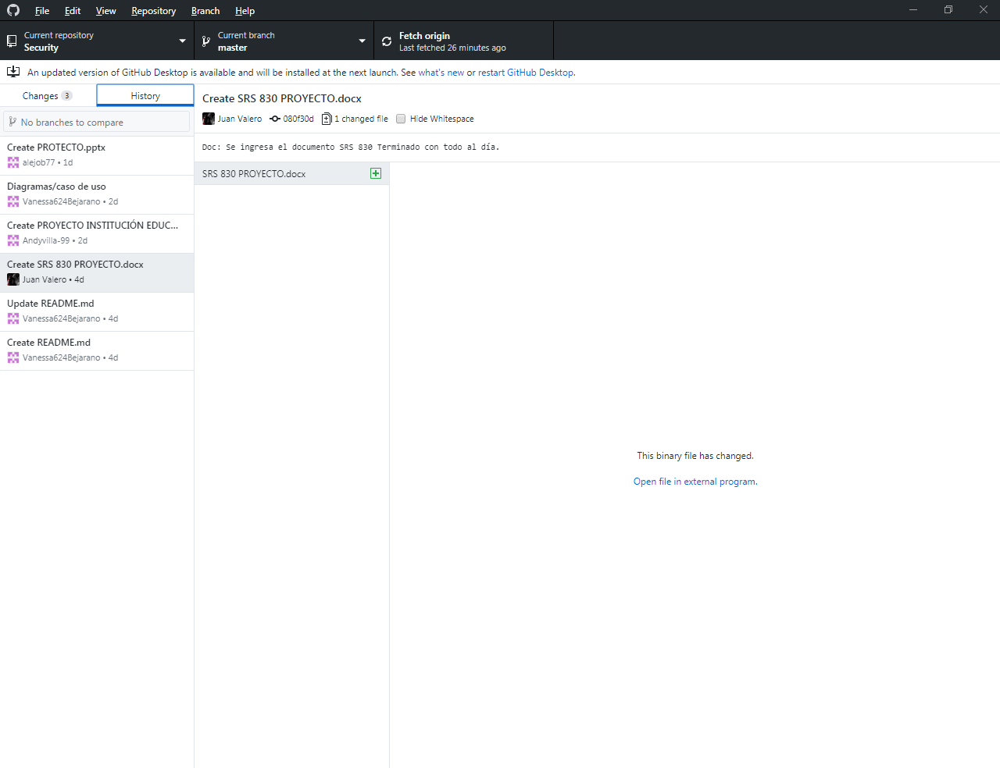 File Edit View Repository Branch Help
Current repository
Security
Current branch
master
Fetch origin
Last fetched 26 minutes ago
An updated version of GitHub Desktop is available and will be installed at the next launch. See what's new or restart GitHub Desktop.
Changes 3
History
No branches to compare
Create PROTECTO.pptx
alejob77 • 1d
Diagramas/caso de uso
Vanessa624Bejarano • 2d
Create PROYECTO INSTITUCIÓN EDUC...
Andyvilla-99 • 2d
Create SRS 830 PROYECTO.docx
Juan Valero • 4d
Update README.md
Vanessa624Bejarano • 4d
Create README.md
Vanessa624Bejarano • 4d
Create SRS 830 PROYECTO.docx
Juan Valero 080f30d 1 changed file Hide Whitespace
Doc: Se ingresa el documento SRS 830 Terminado con todo al día.
SRS 830 PROYECTO.docx
This binary file has changed.
Open file in external program.